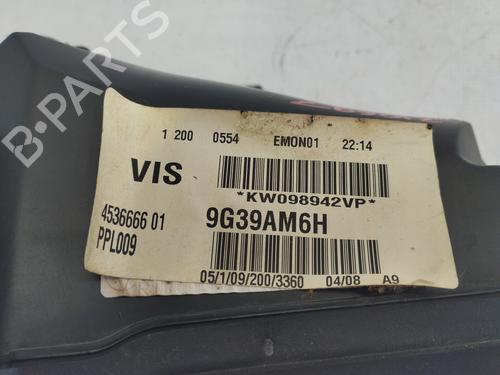 B-PARTS
1 200 0554 EMON01 22:14
VIS
*KW098942VP*
4536666 01
9G39AM6H
PPL009
05/1/09/200/3360 04/08 A9